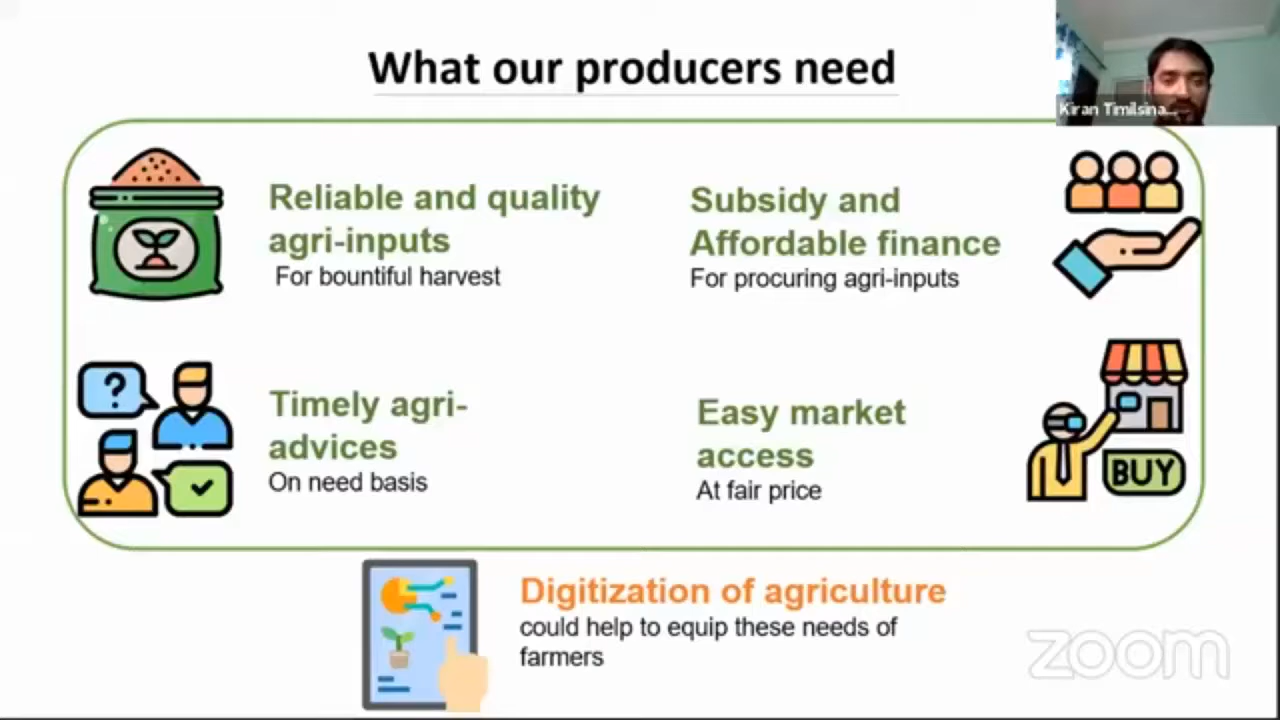 What our producers need
Kiran Timilsina...
Reliable and quality
agri-inputs
For bountiful harvest
Subsidy and
Affordable finance
For procuring agri-inputs
?
Timely agri-
advices
On need basis
Easy market
access
At fair price
BUY
Digitization of agriculture
could help to equip these needs of
farmers
zoom